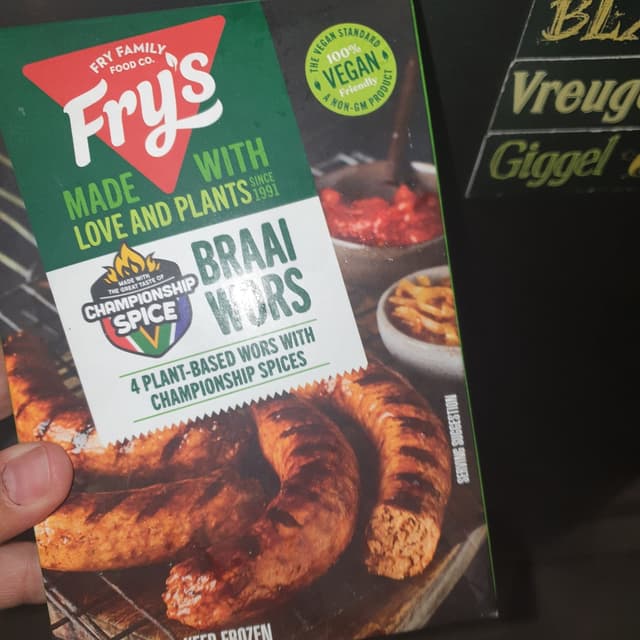 FRY FAMILY
FOOD CO.
Fry's
MADE WITH
LOVE AND PLANTS
SINCE
1991
THE VEGAN STANDARD
100%
VEGAN
Friendly
A NON-GM PRODUCT
MADE WITH
THE GREAT TASTE OF
CHAMPIONSHIP
SPICE
BRAAI
WORS
4 PLANT-BASED WORS WITH
CHAMPIONSHIP SPICES
SERVING SUGGESTION
KEEP FROZEN
Giggel